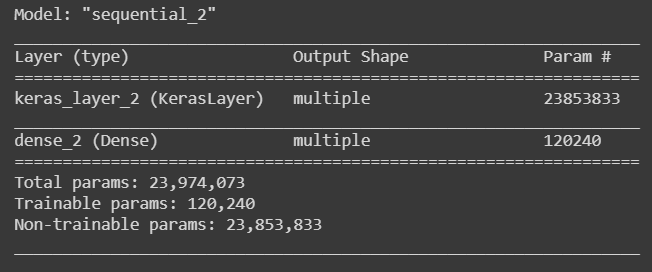 Model: "sequential_2"
_________________________________________________________________
Layer (type)                 Output Shape              Param #
=================================================================
keras_layer_2 (KerasLayer)   multiple                  23853833
_________________________________________________________________
dense_2 (Dense)              multiple                  120240
=================================================================
Total params: 23,974,073
Trainable params: 120,240
Non-trainable params: 23,853,833
_________________________________________________________________